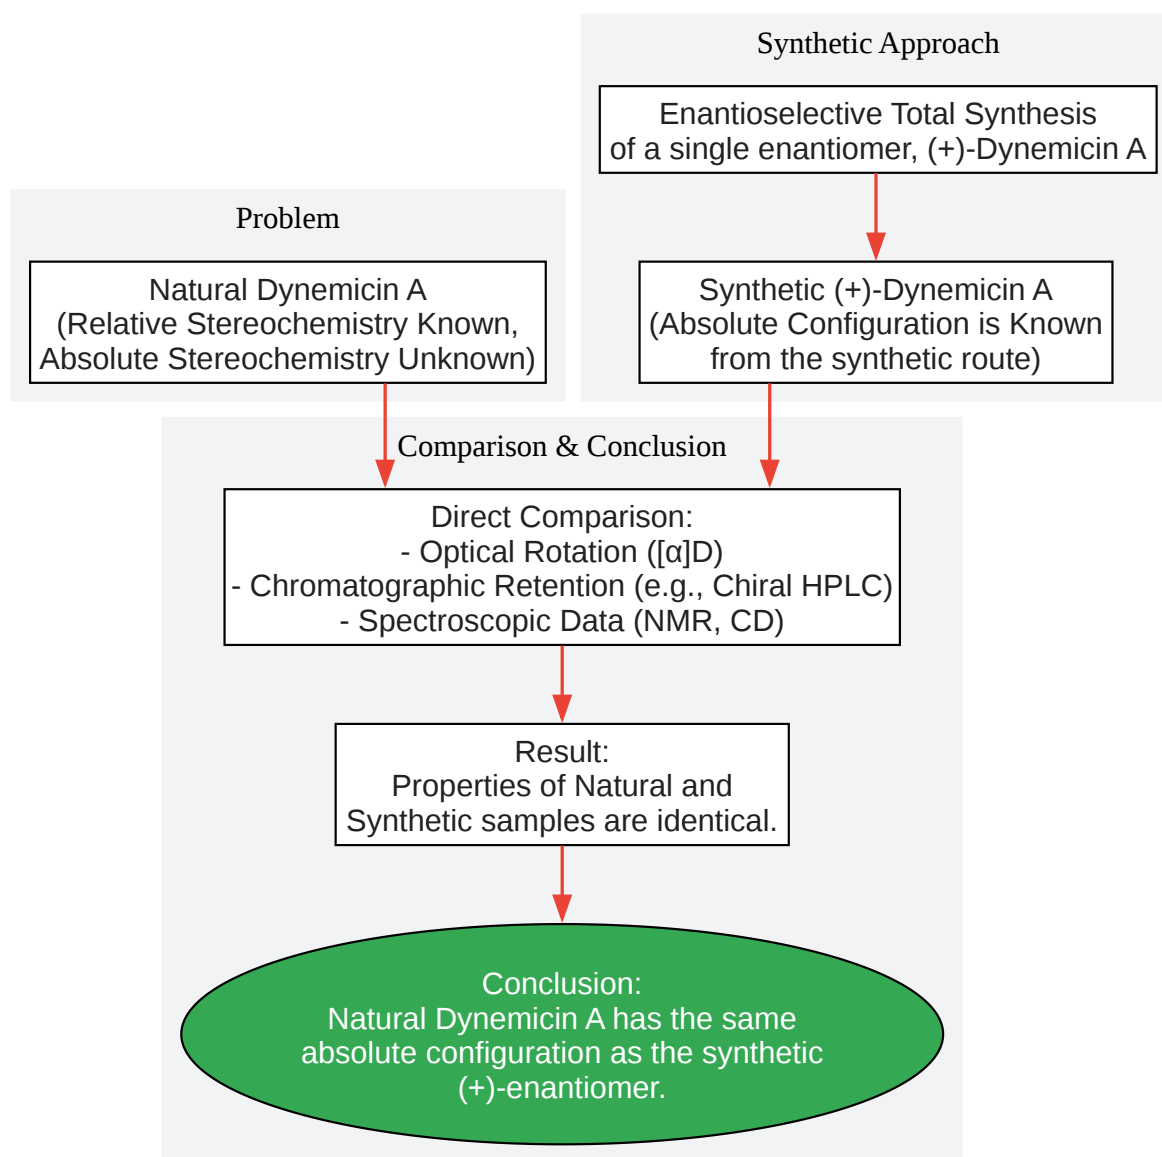 Synthetic Approach
Enantioselective Total Synthesis
of a single enantiomer, (+)-Dynemicin A
Problem
Natural Dynemicin A
(Relative Stereochemistry Known,
Absolute Stereochemistry Unknown)
Synthetic (+)-Dynemicin A
(Absolute Configuration is Known
from the synthetic route)
Comparison & Conclusion
Direct Comparison:
- Optical Rotation ([α]D)
- Chromatographic Retention (e.g., Chiral HPLC)
- Spectroscopic Data (NMR, CD)
Result:
Properties of Natural and
Synthetic samples are identical.
Conclusion:
Natural Dynemicin A has the same
absolute configuration as the synthetic
(+)-enantiomer.